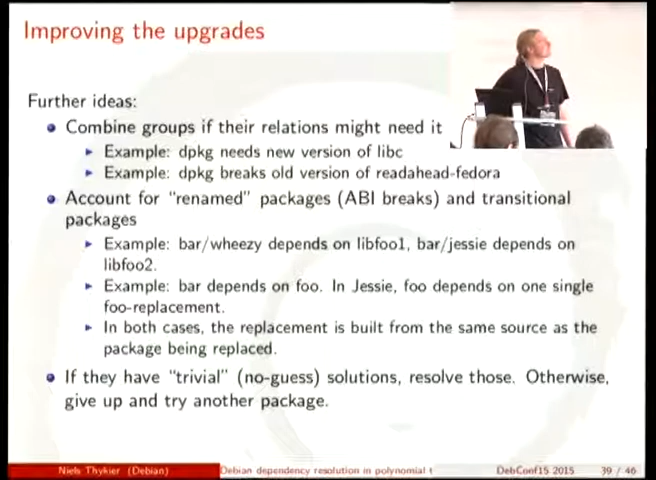 Improving the upgrades
Further ideas:
Combine groups if their relations might need it
Example: dpkg needs new version of libc
Example: dpkg breaks old version of readahead-fedora
Account for "renamed" packages (ABI breaks) and transitional
packages
Example: bar/wheezy depends on libfoo1, bar/jessie depends on
libfoo2.
Example: bar depends on foo. In Jessie, foo depends on one single
foo-replacement.
In both cases, the replacement is built from the same source as the
package being replaced.
If they have "trivial" (no-guess) solutions, resolve those. Otherwise,
give up and try another package.
Niels Thykier (Debian) Debian dependency resolution in polynomial t DebConf15 2015 39 / 46